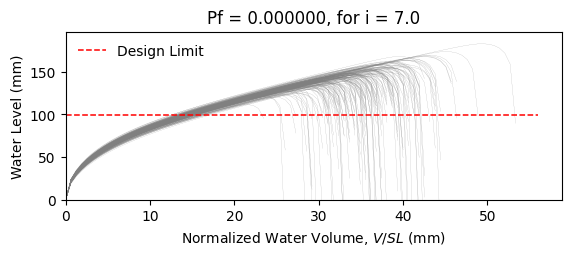 Pf = 0.000000, for i = 7.0
Design Limit
Water Level (mm)
150
100
50
0
0 10 20 30 40 50
Normalized Water Volume, V/SL (mm)